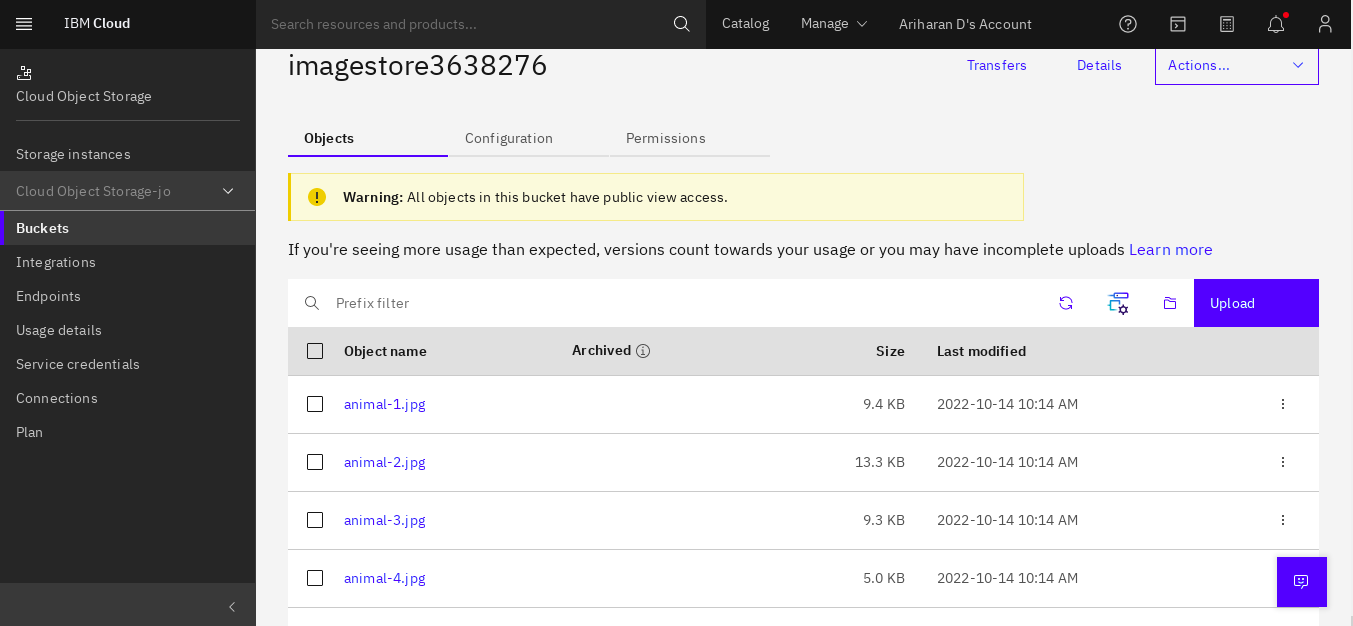 IBM Cloud
Search resources and products...
Catalog
Manage
Ariharan D's Account
Cloud Object Storage
Storage instances
Cloud Object Storage-jo
Buckets
Integrations
Endpoints
Usage details
Service credentials
Connections
Plan
imagestore3638276
Transfers
Details
Actions...
Objects
Configuration
Permissions
Warning: All objects in this bucket have public view access.
If you're seeing more usage than expected, versions count towards your usage or you may have incomplete uploads Learn more
Prefix filter
Upload
Object name Archived Size Last modified
animal-1.jpg 9.4 KB 2022-10-14 10:14 AM
animal-2.jpg 13.3 KB 2022-10-14 10:14 AM
animal-3.jpg 9.3 KB 2022-10-14 10:14 AM
animal-4.jpg 5.0 KB 2022-10-14 10:14 AM